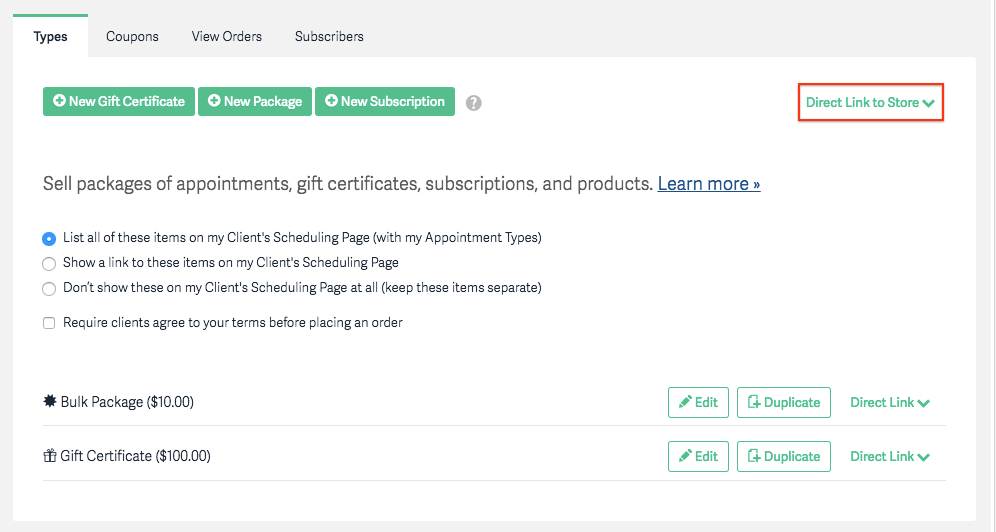 Types Coupons View Orders Subscribers
New Gift Certificate New Package New Subscription ? Direct Link to Store
Sell packages of appointments, gift certificates, subscriptions, and products. Learn more »
List all of these items on my Client's Scheduling Page (with my Appointment Types)
Show a link to these items on my Client's Scheduling Page
Don't show these on my Client's Scheduling Page at all (keep these items separate)
Require clients agree to your terms before placing an order
Bulk Package ($10.00) Edit Duplicate Direct Link
Gift Certificate ($100.00) Edit Duplicate Direct Link